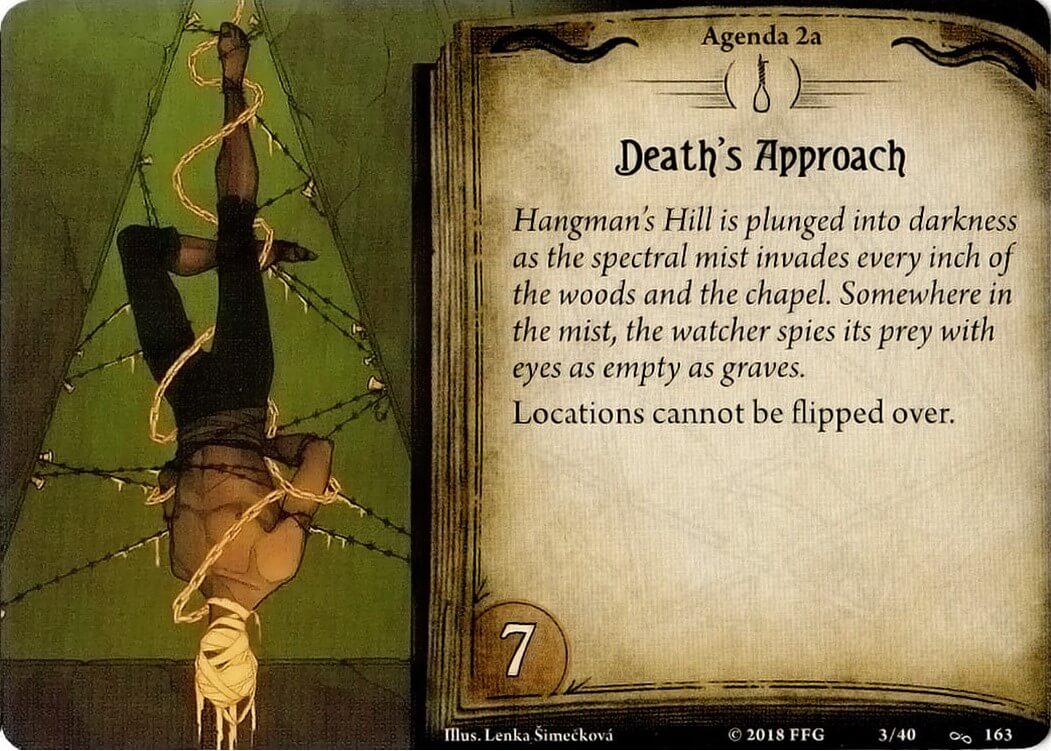 Agenda 2a
Death's Approach
Hangman's Hill is plunged into darkness
as the spectral mist invades every inch of
the woods and the chapel. Somewhere in
the mist, the watcher spies its prey with
eyes as empty as graves.
Locations cannot be flipped over.
7
Illus. Lenka Šimečková
© 2018 FFG
3/40
163